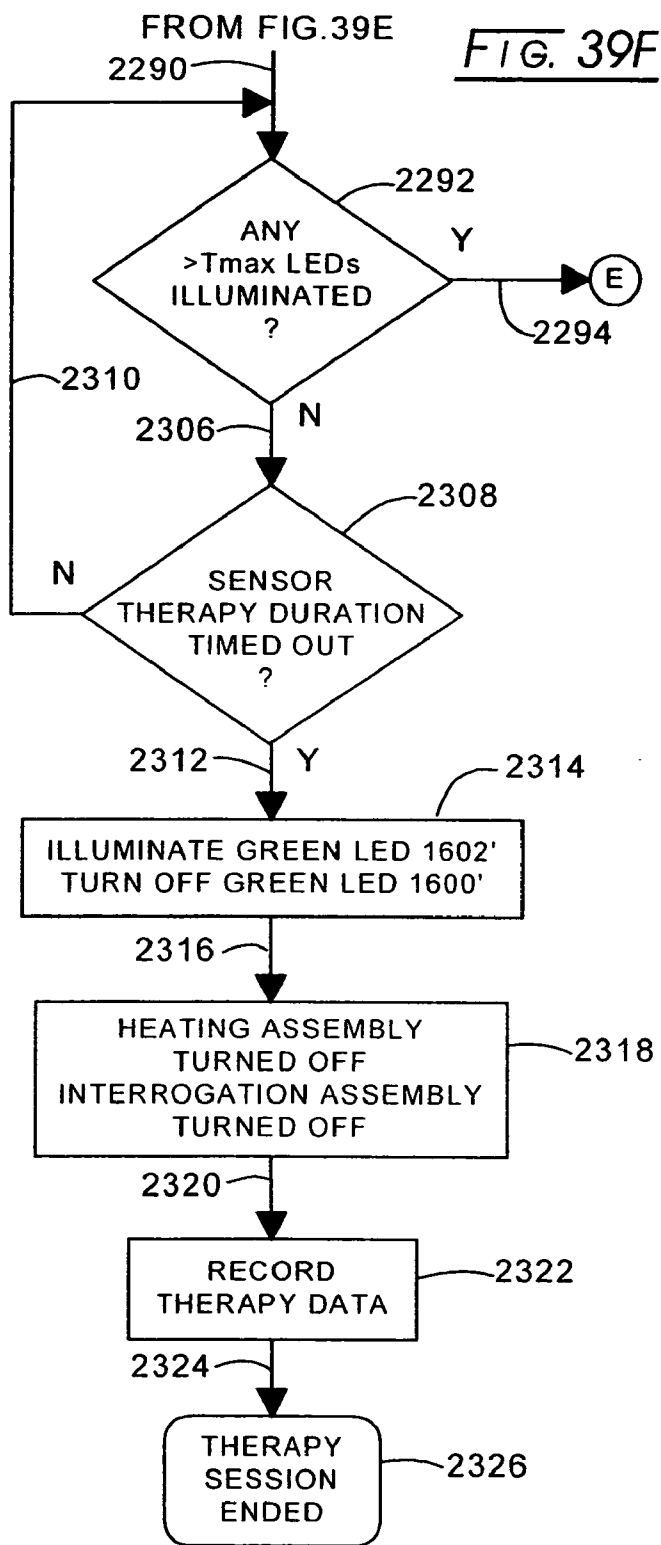 FROM FIG.39E
FIG. 39F
2290
2292
ANY
>Tmax LEDs
ILLUMINATED
?
Y
E
2294
2310
2306
N
2308
N
SENSOR
THERAPY DURATION
TIMED OUT
?
2312
Y
2314
ILLUMINATE GREEN LED 1602'
TURN OFF GREEN LED 1600'
2316
HEATING ASSEMBLY
TURNED OFF
INTERROGATION ASSEMBLY
TURNED OFF
2318
2320
RECORD
THERAPY DATA
2322
2324
THERAPY
SESSION
ENDED
2326